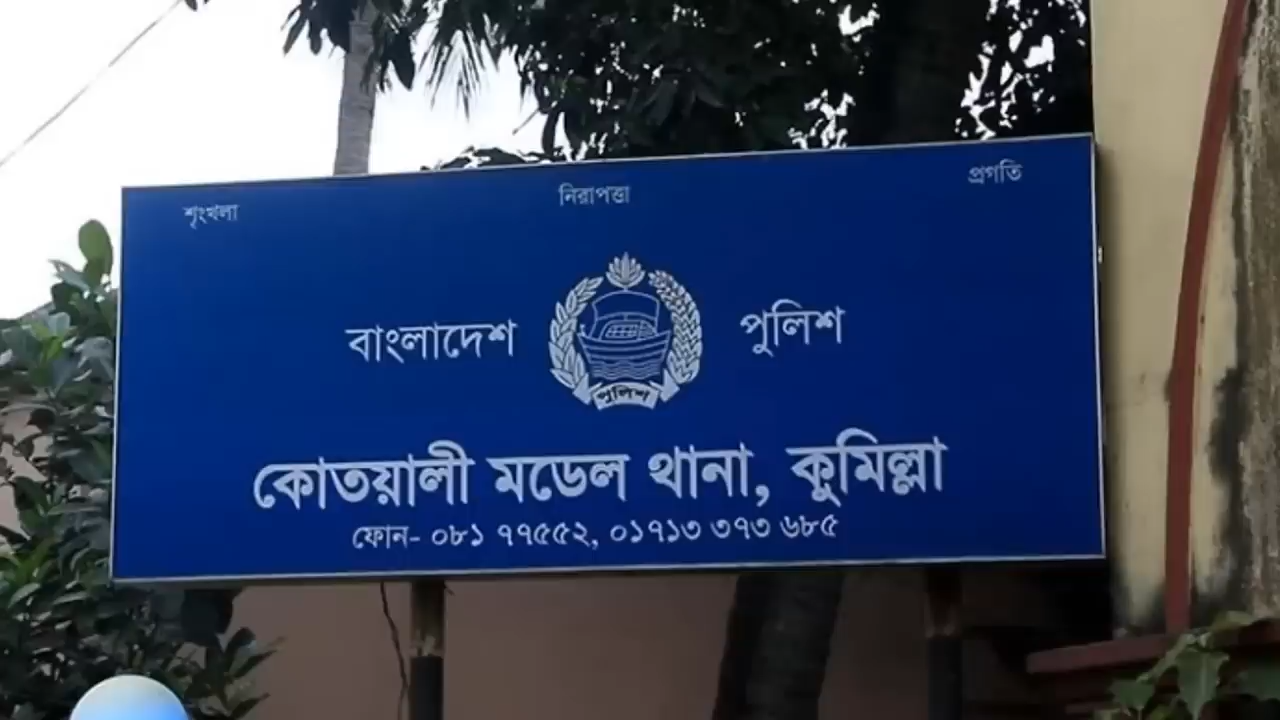 শৃংখলা নিরাপত্তা প্রগতি
বাংলাদেশ পুলিশ
পুলিশ
কোতয়ালী মডেল থানা, কুমিল্লা
ফোন- ০৮১ ৭৭৫৫২, ০১৭১৩ ৩৭৩ ৬৮৫